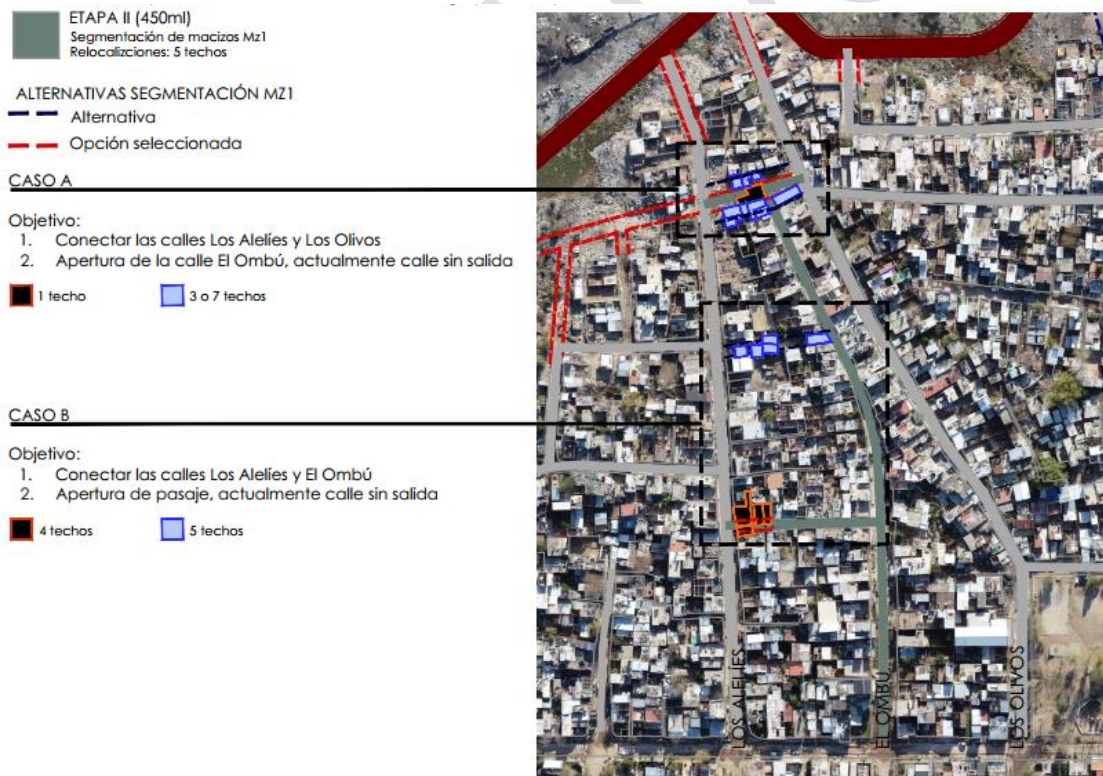 ETAPA II (450ml)
Segmentación de macizos Mz1
Relocalizciones: 5 techos
ALTERNATIVAS SEGMENTACIÓN MZ1
Alternativa
Opción seleccionada
CASO A
Objetivo:
1. Conectar las calles Los Alelíes y Los Olivos
2. Apertura de la calle El Ombú, actualmente calle sin salida
1 techo
3 o 7 techos
CASO B
Objetivo:
1. Conectar las calles Los Alelíes y El Ombú
2. Apertura de pasaje, actualmente calle sin salida
4 techos
5 techos
LOS ALELÍES
EL OMBÚ
LOS OLIVOS